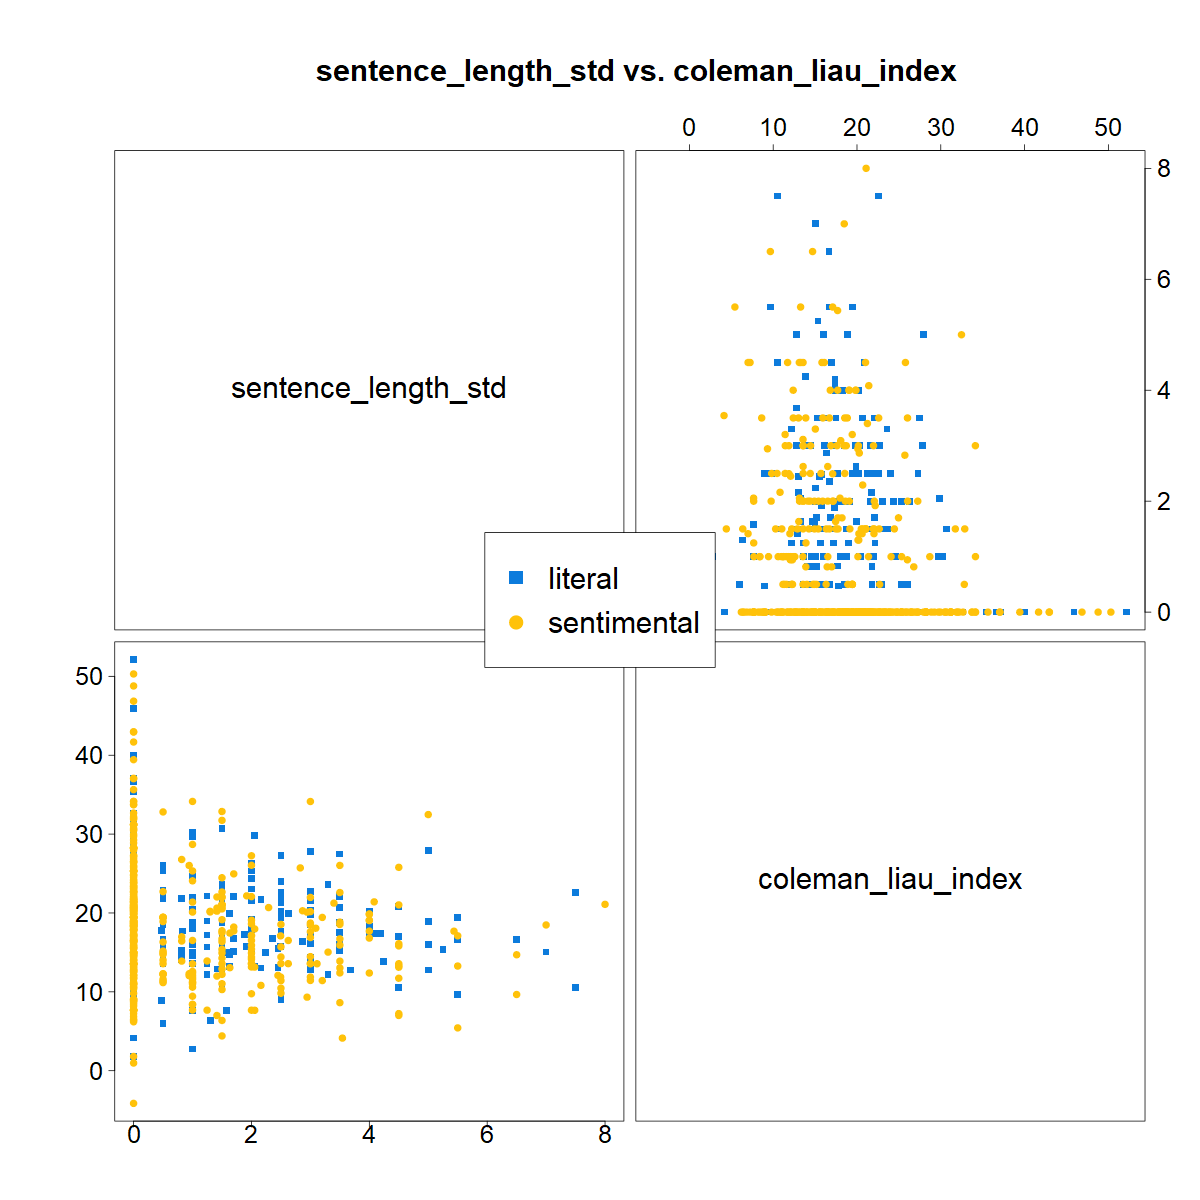 sentence_length_std vs. coleman_liau_index
0 10 20 30 40 50
8
6
4
2
0
sentence_length_std
literal
sentimental
50
40
30
20
10
0
coleman_liau_index
0 2 4 6 8